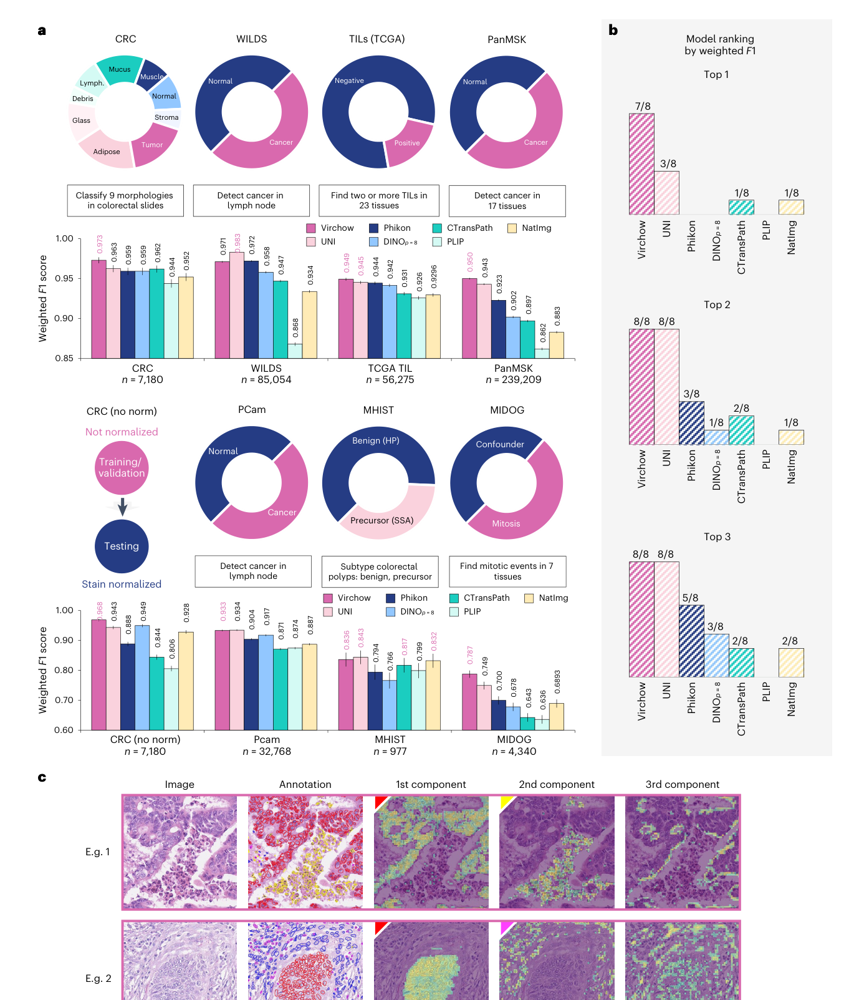 a
CRC
WILDS
TILs (TCGA)
PanMSK
Mucus
Muscle
Lymph.
Normal
Debris
Stroma
Glass
Tumor
Adipose
Normal
Cancer
Negative
Positive
Normal
Cancer
Classify 9 morphologies
in colorectal slides
Detect cancer in
lymph node
Find two or more TILs in
23 tissues
Detect cancer in
17 tissues
Virchow
Phikon
CTransPath
NatImg
UNI
DINOp = 8
PLIP
Weighted F1 score
1.00
0.95
0.90
0.85
0.973
0.963
0.959
0.959
0.962
0.944
0.952
0.971
0.983
0.972
0.958
0.947
0.868
0.934
0.949
0.945
0.944
0.942
0.931
0.926
0.9296
0.950
0.943
0.923
0.902
0.897
0.862
0.883
CRC
n = 7,180
WILDS
n = 85,054
TCGA TIL
n = 56,275
PanMSK
n = 239,209
CRC (no norm)
Not normalized
Training/
validation
Testing
Stain normalized
PCam
MHIST
MIDOG
Normal
Cancer
Benign (HP)
Precursor (SSA)
Confounder
Mitosis
Detect cancer in
lymph node
Subtype colorectal
polyps: benign, precursor
Find mitotic events in 7
tissues
Virchow
Phikon
CTransPath
NatImg
UNI
DINOp = 8
PLIP
Weighted F1 score
1.00
0.90
0.80
0.70
0.60
0.968
0.943
0.888
0.949
0.844
0.806
0.928
0.933
0.934
0.904
0.917
0.871
0.874
0.887
0.836
0.843
0.794
0.766
0.817
0.799
0.832
0.787
0.749
0.700
0.678
0.643
0.636
0.6893
CRC (no norm)
n = 7,180
Pcam
n = 32,768
MHIST
n = 977
MIDOG
n = 4,340
b
Model ranking
by weighted F1
Top 1
7/8
3/8
1/8
1/8
Virchow
UNI
Phikon
DINOp = 8
CTransPath
PLIP
NatImg
Top 2
8/8
8/8
3/8
1/8
2/8
1/8
Virchow
UNI
Phikon
DINOp = 8
CTransPath
PLIP
NatImg
Top 3
8/8
8/8
5/8
3/8
2/8
2/8
Virchow
UNI
Phikon
DINOp = 8
CTransPath
PLIP
NatImg
c
Image
Annotation
1st component
2nd component
3rd component
E.g. 1
E.g. 2